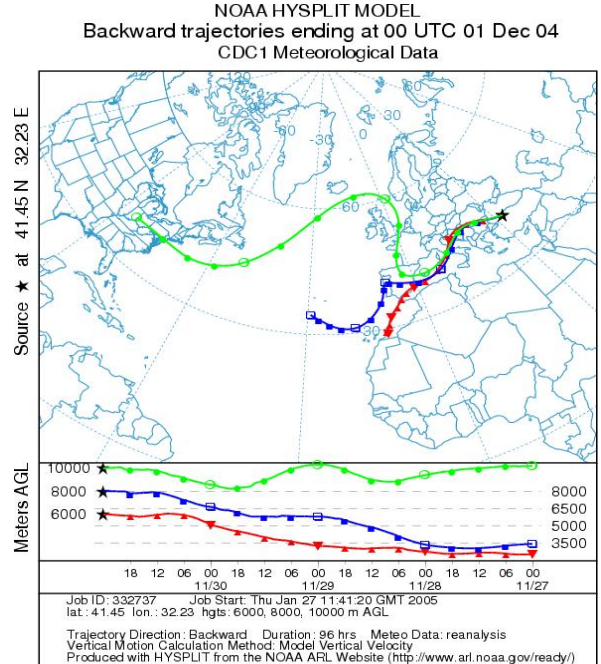 NOAA HYSPLIT MODEL
Backward trajectories ending at 00 UTC 01 Dec 04
CDC1 Meteorological Data
Source ★ at 41.45 N 32.23 E
60
30
-30
-30
60
30
Meters AGL
10000
8000
6000
8000
6500
5000
3500
18 12 06 00 18 12 06 00 18 12 06 00 18 12 06 00
11/30 11/29 11/28 11/27
Job ID: 332737 Job Start: Thu Jan 27 11:41:20 GMT 2005
lat.: 41.45 lon.: 32.23 hgts: 6000, 8000, 10000 m AGL
Trajectory Direction: Backward Duration: 96 hrs Meteo Data: reanalysis
Vertical Motion Calculation Method: Model Vertical Velocity
Produced with HYSPLIT from the NOAA ARL Website (http://www.arl.noaa.gov/ready/)